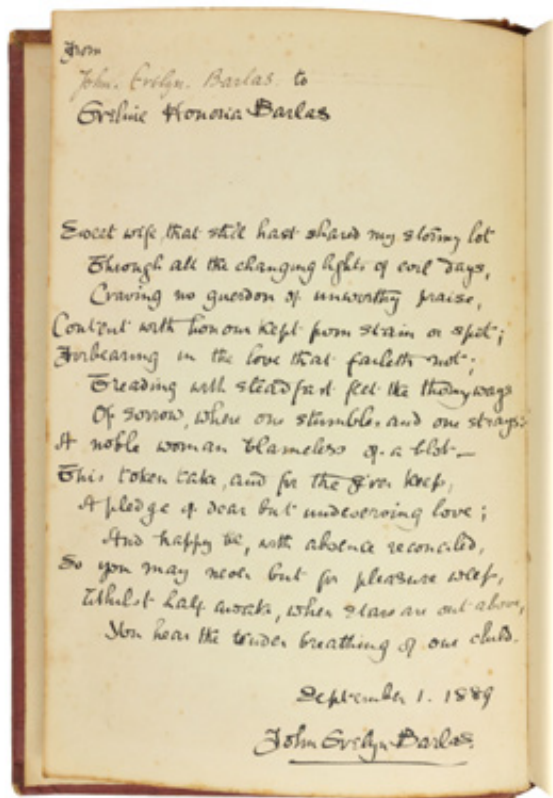 From
John. Evelyn. Barlas. to
Eveline Honoria Barlas
Sweet wife, that still hast shared my stormy lot
Through all the changing lights of evil days,
Craving no guerdon of unworthy praise,
Content with honour kept from stain or spot;
Forbearing in the love that faileth not;
Treading with steadfast feet the thorny ways
Of sorrow, where one stumbles and one strays:
A noble woman blameless of a blot—
This token take, and for the giver keep,
A pledge of dear but undeserving love;
And happy be, with absence reconciled,
So you may never but for pleasure weep,
Whilst half awake, when stars are out above,
You hear the tender breathing of our child.
September 1. 1889
John Evelyn Barlas.